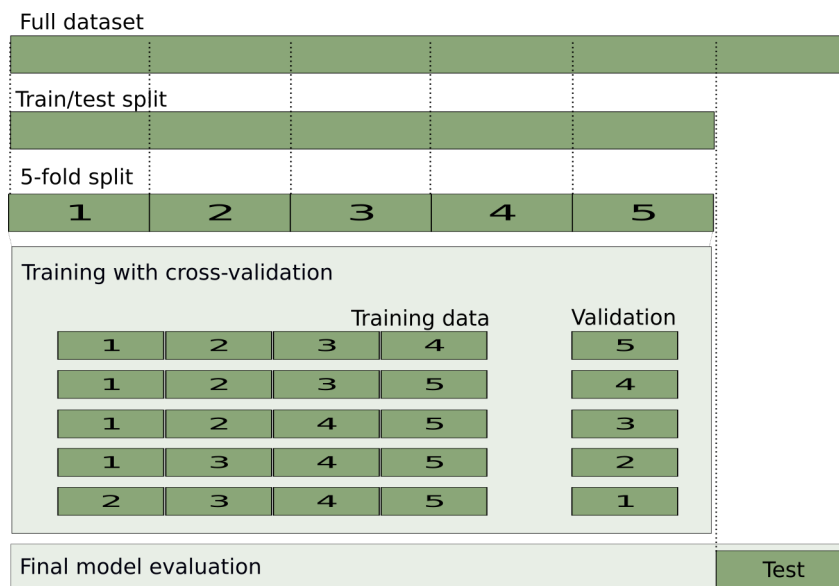 Full dataset
Train/test split
5-fold split
1 2 3 4 5
Training with cross-validation
Training data Validation
1 2 3 4 5
1 2 3 5 4
1 2 4 5 3
1 3 4 5 2
2 3 4 5 1
Final model evaluation Test